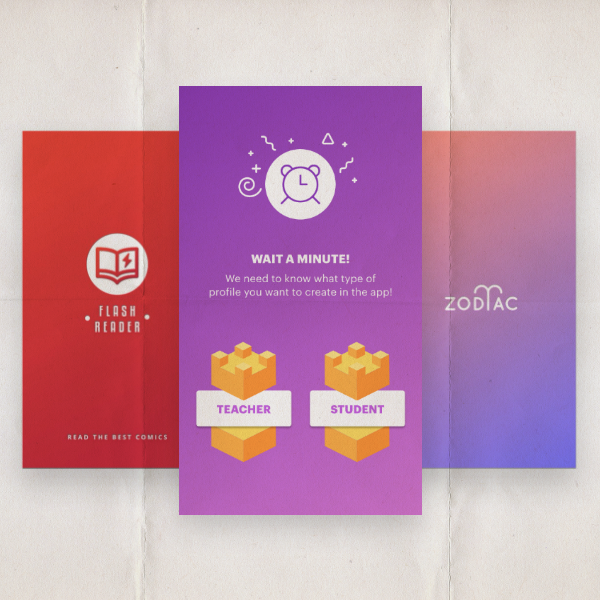 FLASH
READER
READ THE BEST COMICS
WAIT A MINUTE!
We need to know what type of
profile you want to create in the app!
TEACHER
STUDENT
ZODIAC